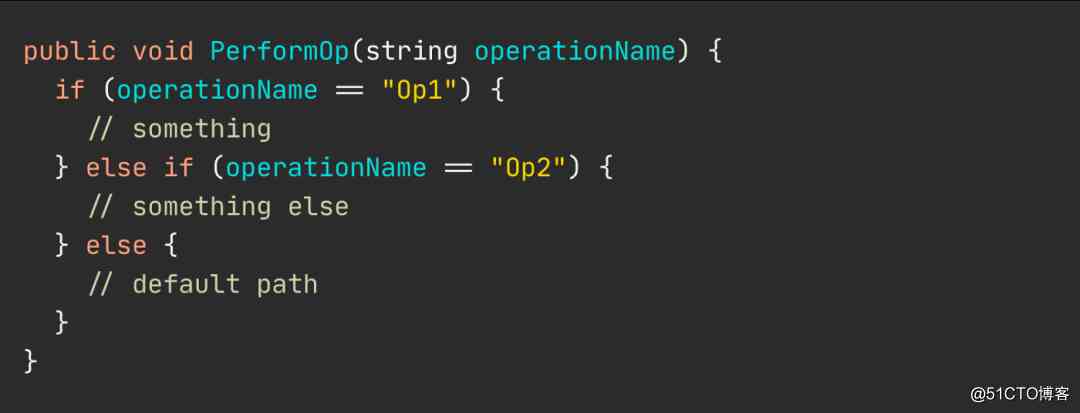 public void PerformOp(string operationName) {
  if (operationName == "Op1") {
    // something
  } else if (operationName == "Op2") {
    // something else
  } else {
    // default path
  }
}
@51CTO博客